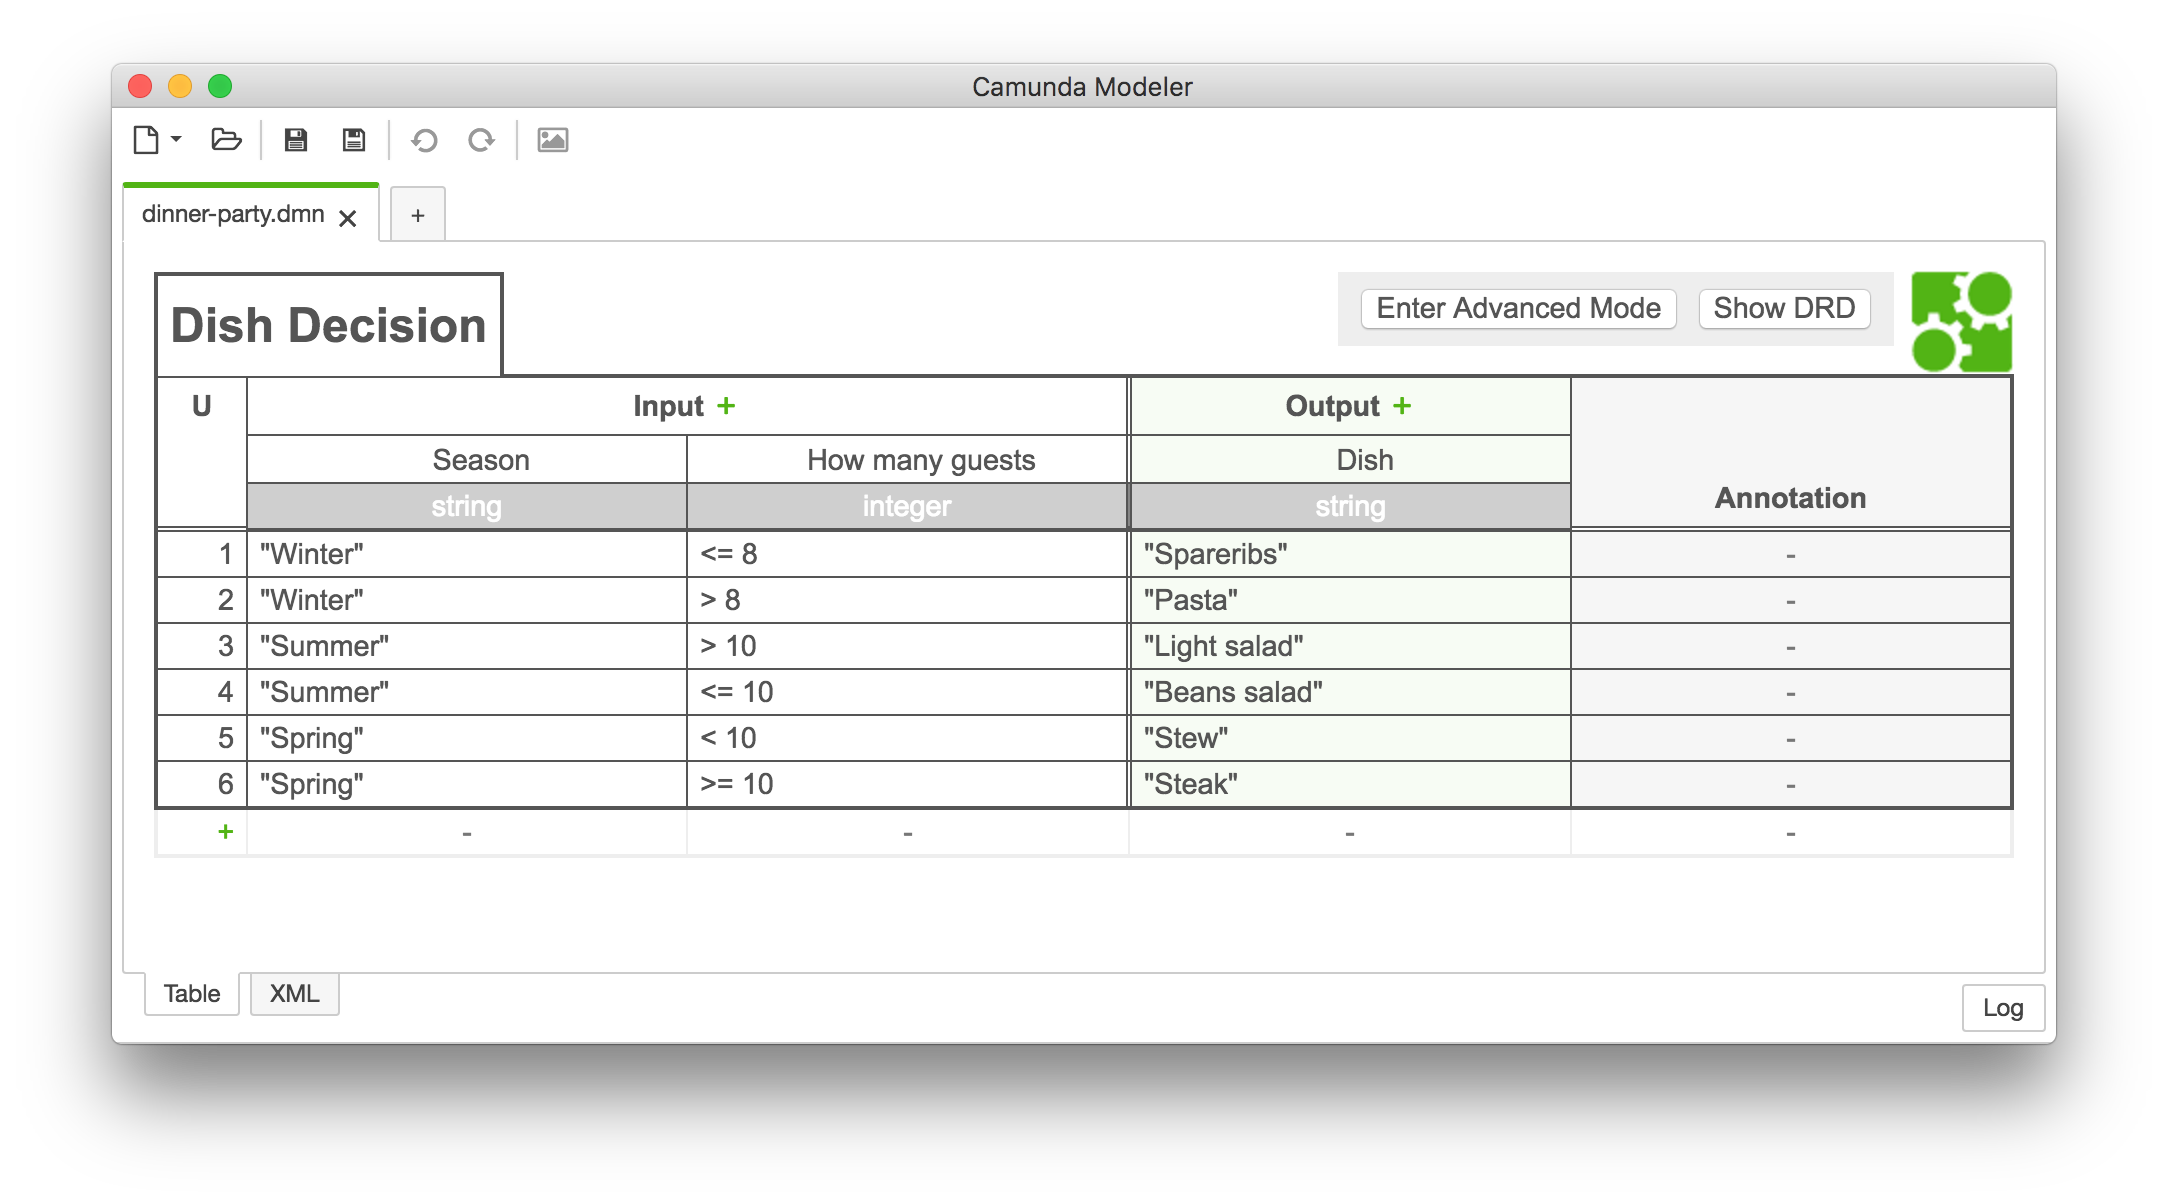 Camunda Modeler
dinner-party.dmn
+
Dish Decision
Enter Advanced Mode Show DRD
U Input + Output +
Season How many guests Dish
string integer string Annotation
1 "Winter" <= 8 "Spareribs" -
2 "Winter" > 8 "Pasta" -
3 "Summer" > 10 "Light salad" -
4 "Summer" <= 10 "Beans salad" -
5 "Spring" < 10 "Stew" -
6 "Spring" >= 10 "Steak" -
+ - - - -
Table XML
Log